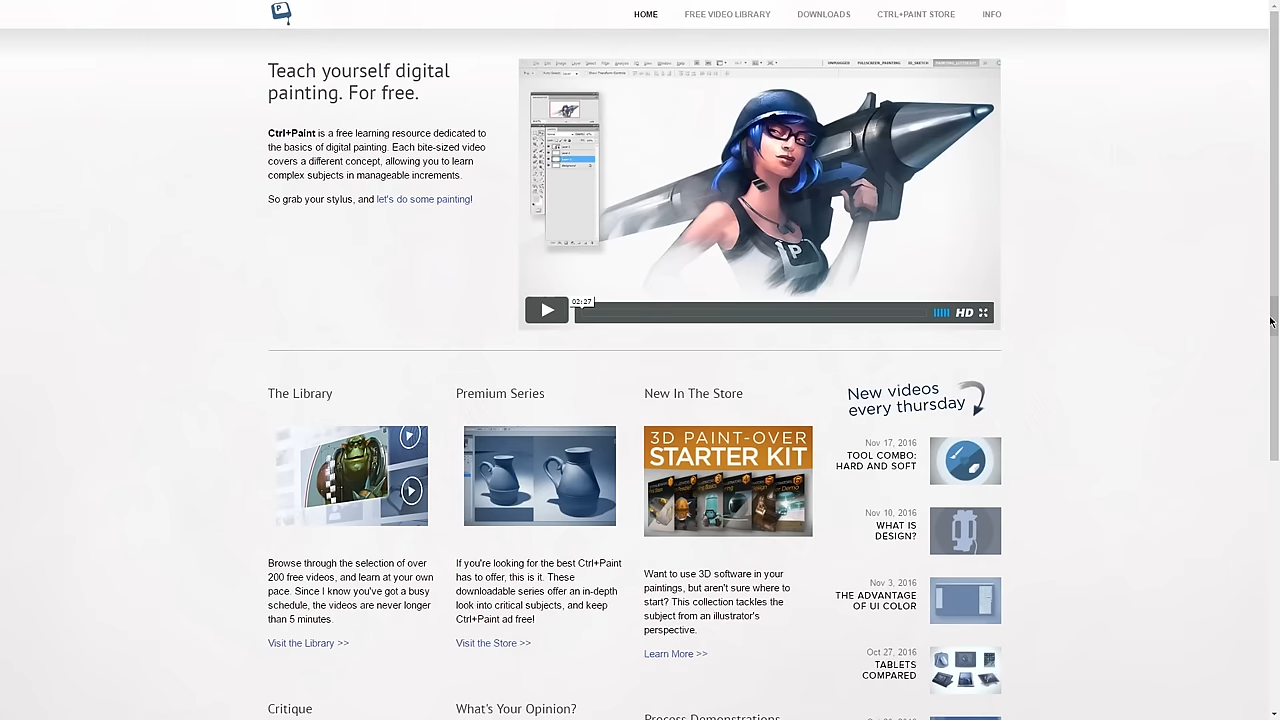 P
HOME
FREE VIDEO LIBRARY
DOWNLOADS
CTRL+PAINT STORE
INFO
Teach yourself digital
painting. For free.
Ctrl+Paint is a free learning resource dedicated to
the topic of digital painting. Each bite-sized video
covers a different concept, allowing you to learn
complex subjects in manageable increments.
So grab your stylus, and let's do some painting!
P
02:27
HD
The Library
Browse through the selection of over
200 free videos, and learn at your own
pace. Since I know you've got a busy
schedule, the videos are never longer
than 5 minutes.
Visit the Library >>
Premium Series
If you're looking for the best Ctrl+Paint
has to offer, this is it. These
downloadable series offer an in-depth
look into critical subjects, and keep
Ctrl+Paint ad free!
Visit the Store >>
New In The Store
3D PAINT-OVER
STARTER KIT
Want to use 3D software in your
paintings, but aren't sure where to
start? This collection tackles the
subject from an illustrator's
perspective.
Learn More >>
New videos
every thursday
Nov 17, 2016
TOOL COMBO:
HARD AND SOFT
Nov 10, 2016
WHAT IS
DESIGN?
Nov 3, 2016
THE ADVANTAGE
OF UI COLOR
Oct 27, 2016
TABLETS
COMPARED
Critique
What's Your Opinion?
Process Demonstrations